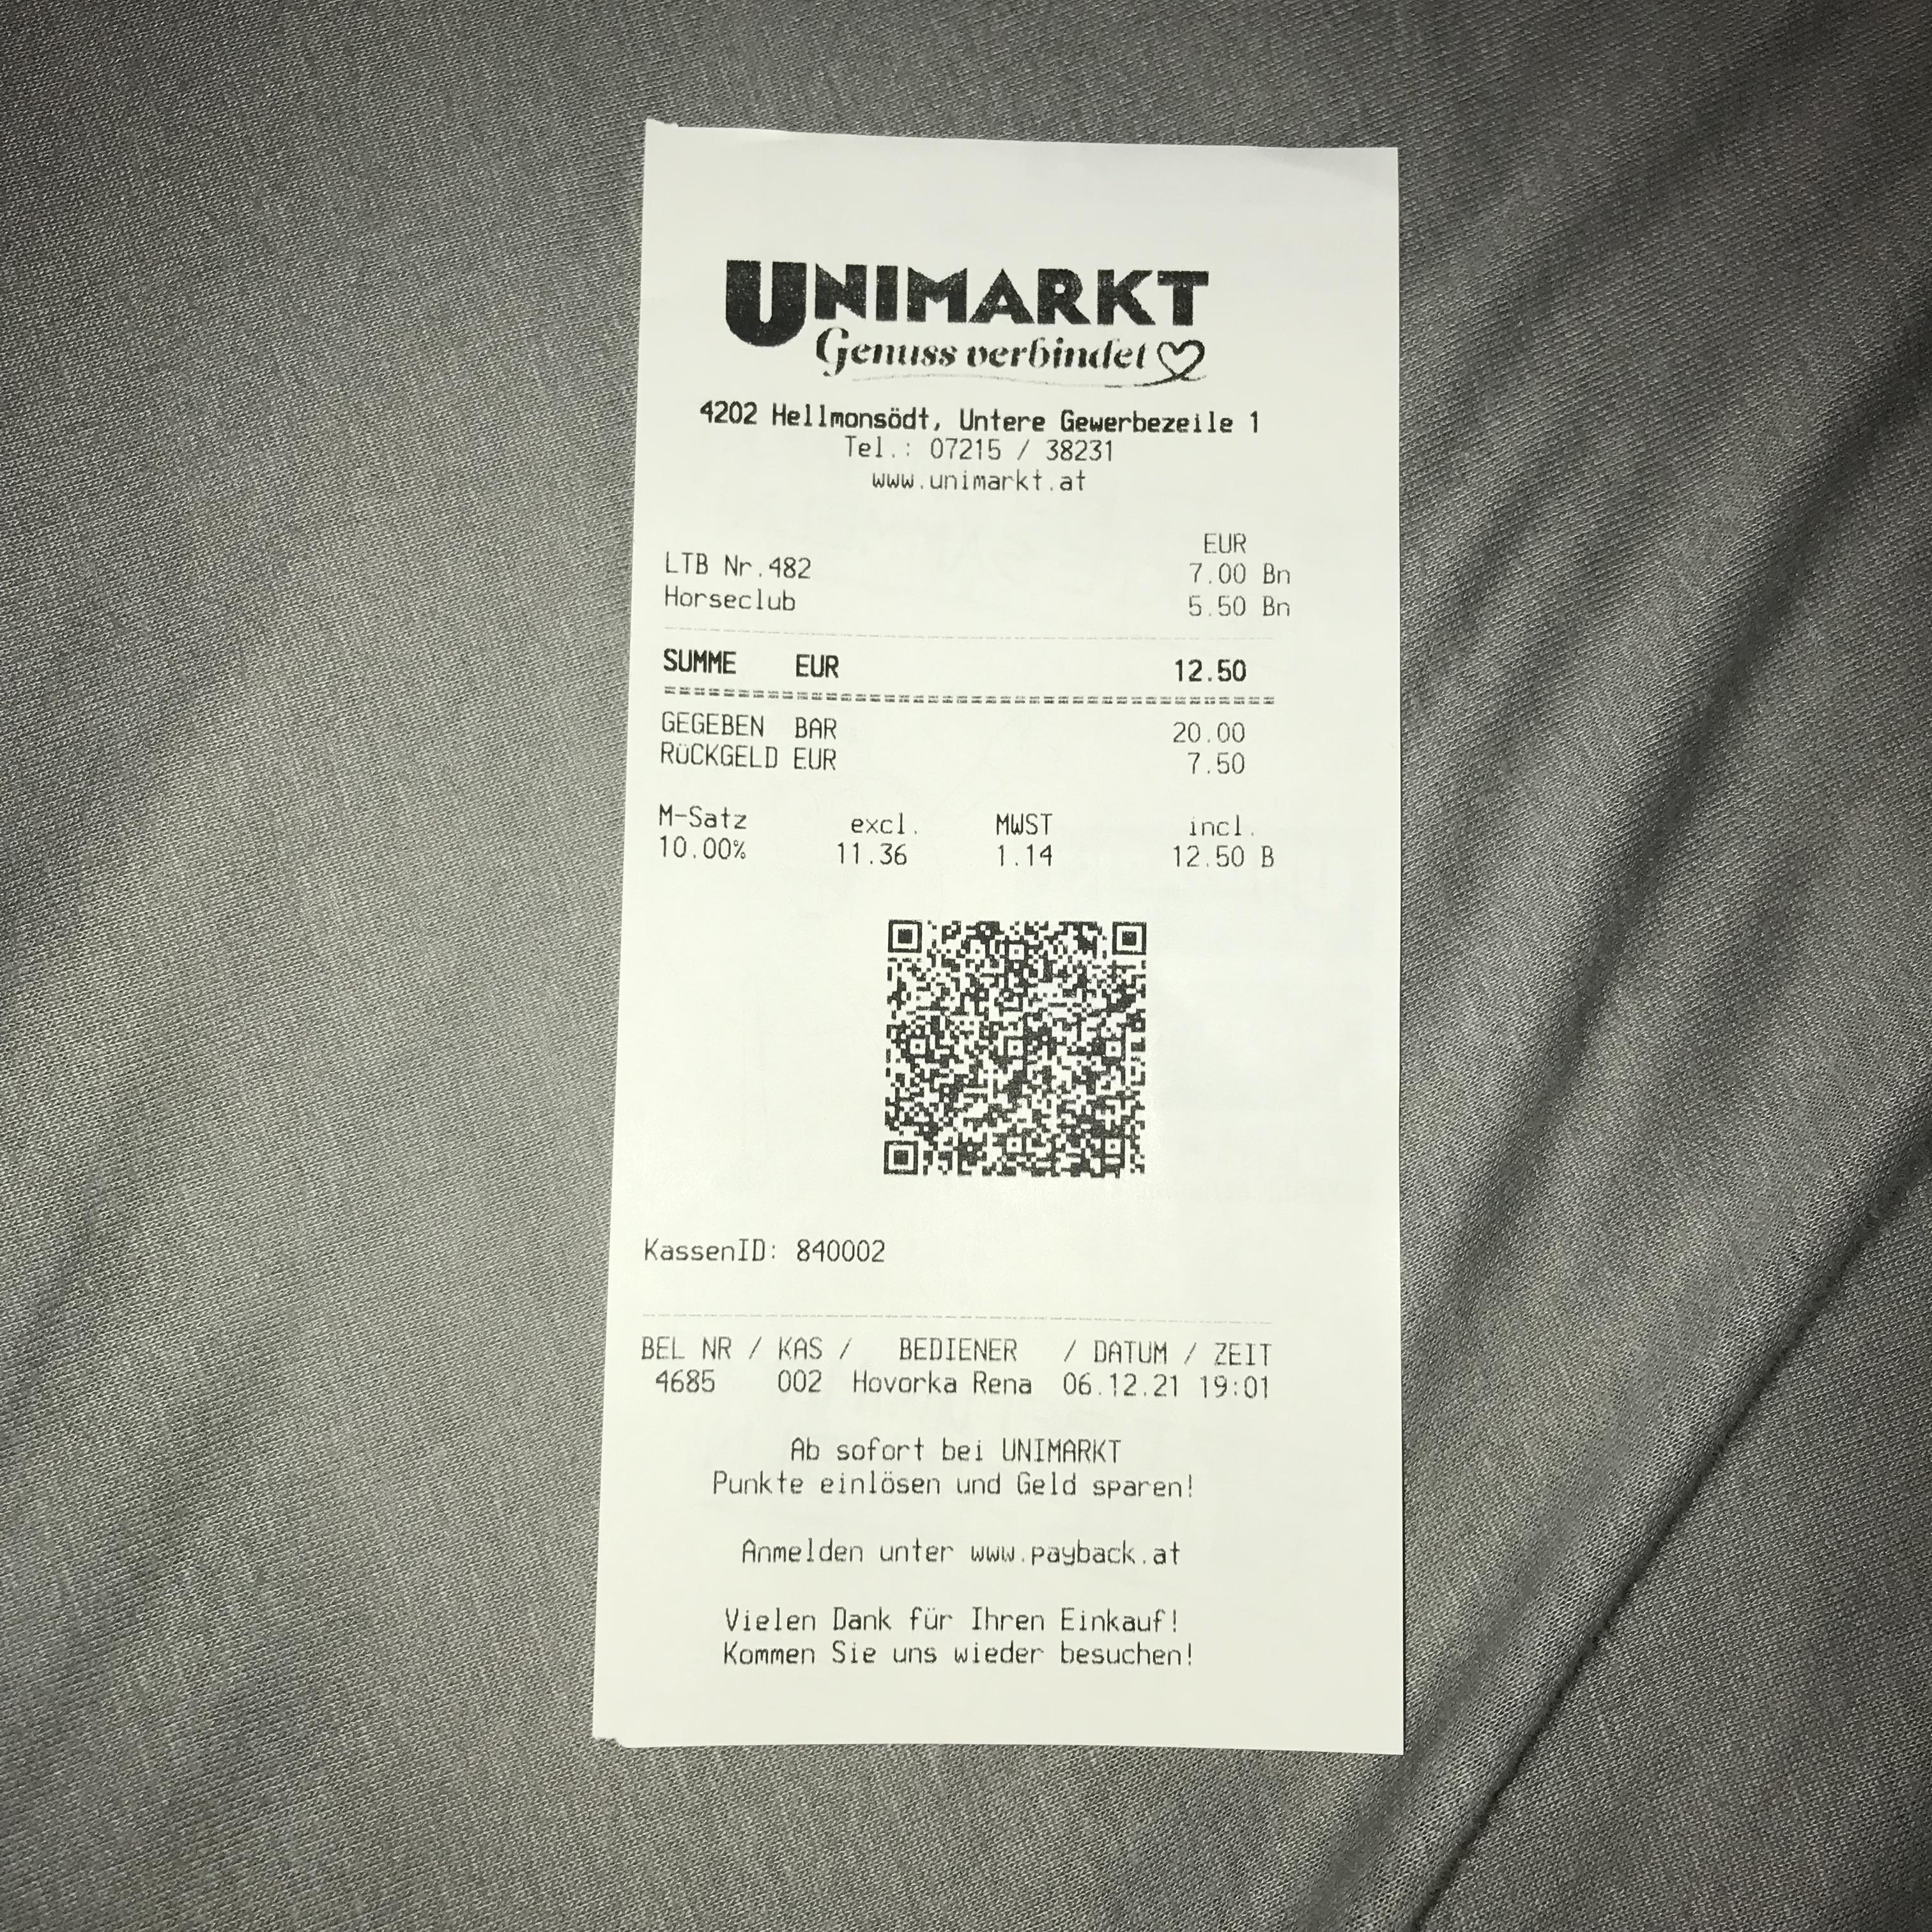 UNIMARKT
Genuss verbindet
4202 Hellmonsödt, Untere Gewerbezeile 1
Tel.: 07215 / 38231
www.unimarkt.at
EUR
LTB Nr.482 7.00 Bn
Horseclub 5.50 Bn
SUMME EUR 12.50
GEGEBEN BAR 20.00
RüCKGELD EUR 7.50
M-Satz excl. MWST incl.
10.00% 11.36 1.14 12.50 B
KassenID: 840002
BEL NR / KAS / BEDIENER / DATUM / ZEIT
4685 002 Hovorka Rena 06.12.21 19:01
Ab sofort bei UNIMARKT
Punkte einlösen und Geld sparen!
Anmelden unter www.payback.at
Vielen Dank für Ihren Einkauf!
Kommen Sie uns wieder besuchen!